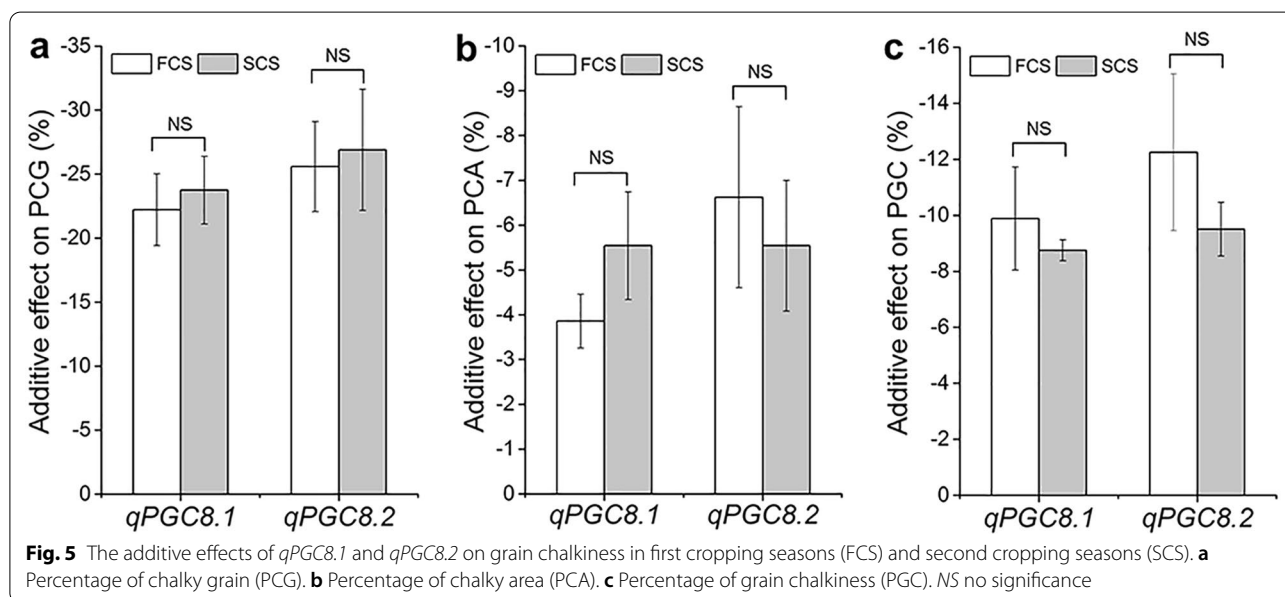 a
-35
-30
-25
-20
-15
-10
-5
0
Additive effect on PCG (%)
FCS SCS
NS
NS
qPGC8.1 qPGC8.2
b
-10
-9
-8
-7
-6
-5
-4
-3
-2
-1
0
Additive effect on PCA (%)
FCS SCS
NS
NS
qPGC8.1 qPGC8.2
c
-16
-14
-12
-10
-8
-6
-4
-2
0
Additive effect on PGC (%)
FCS SCS
NS
NS
qPGC8.1 qPGC8.2
Fig. 5 The additive effects of qPGC8.1 and qPGC8.2 on grain chalkiness in first cropping seasons (FCS) and second cropping seasons (SCS). a
Percentage of chalky grain (PCG). b Percentage of chalky area (PCA). c Percentage of grain chalkiness (PGC). NS no significance